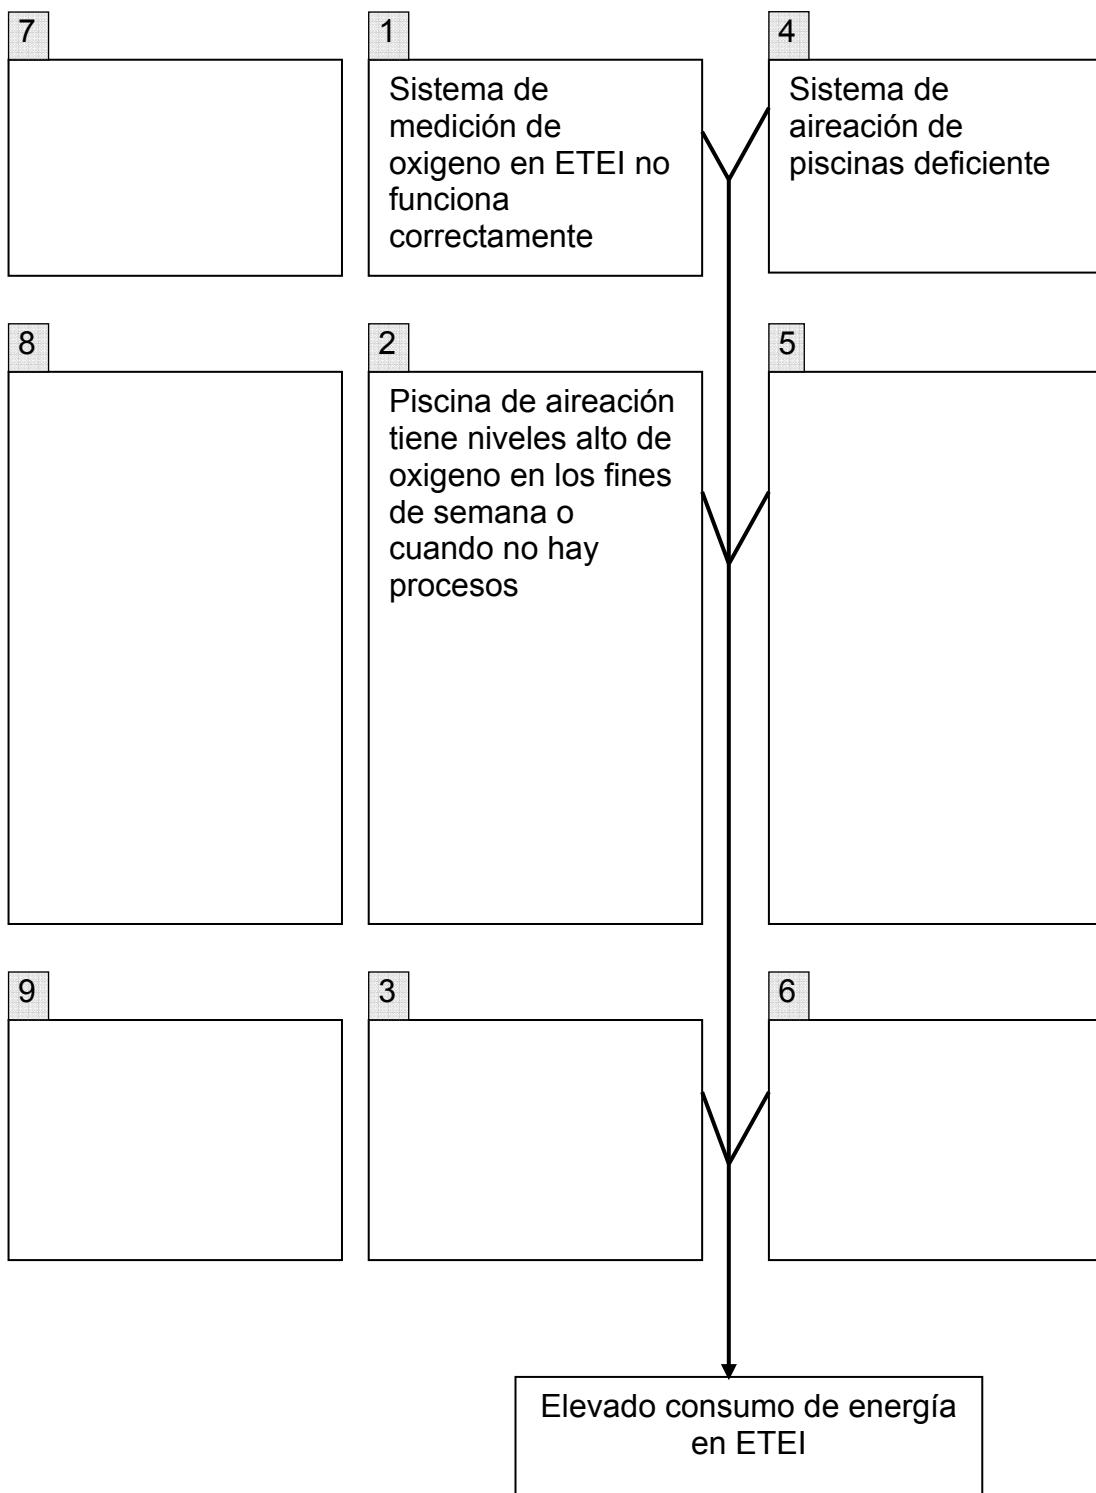 7
1
4
Sistema de
medición de
oxigeno en ETEI no
funciona
correctamente
Sistema de
aireación de
piscinas deficiente
8
2
5
Piscina de aireación
tiene niveles alto de
oxigeno en los fines
de semana o
cuando no hay
procesos
9
3
6
Elevado consumo de energía
en ETEI